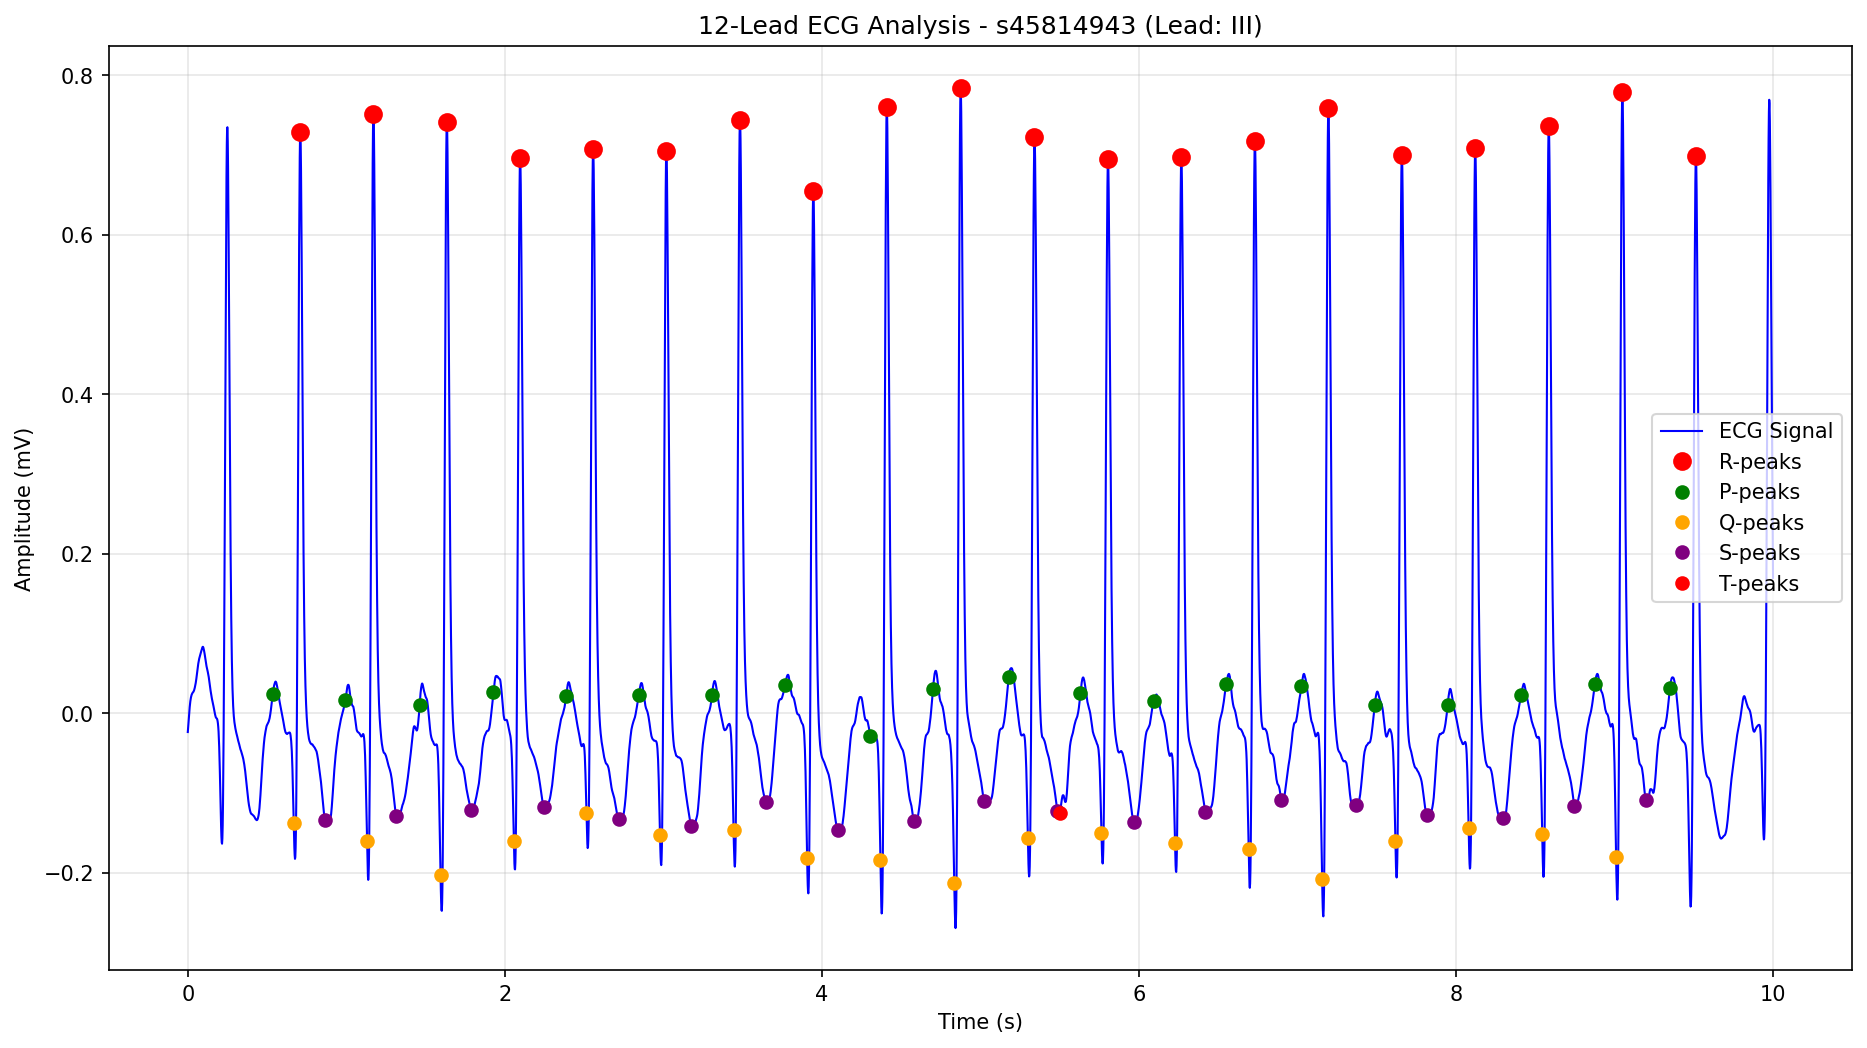 12-Lead ECG Analysis - s45814943 (Lead: III)
0.8
0.6
0.4
0.2
0.0
−0.2
Amplitude (mV)
ECG Signal
R-peaks
P-peaks
Q-peaks
S-peaks
T-peaks
0 2 4 6 8 10
Time (s)